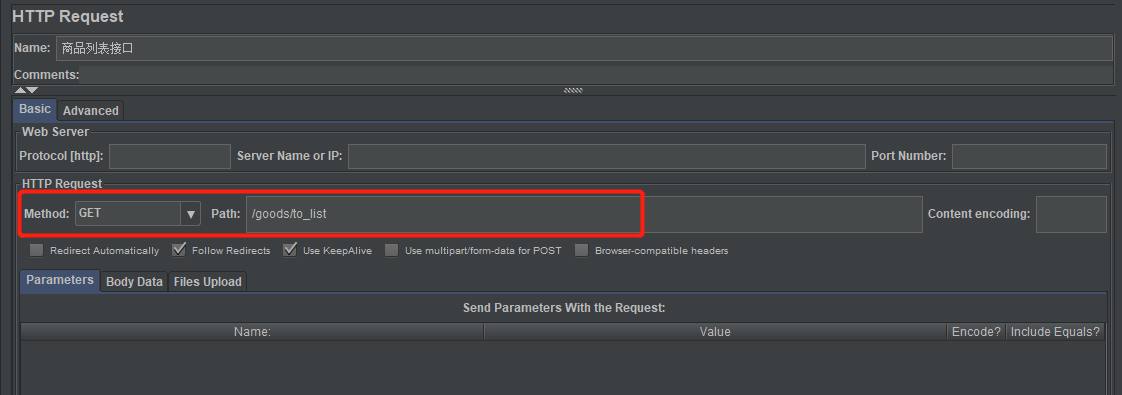 HTTP Request
Name: 商品列表接口
Comments:
Basic Advanced
Web Server
Protocol [http]: Server Name or IP: Port Number:
HTTP Request
Method: GET Path: /goods/to_list Content encoding:
Redirect Automatically Follow Redirects Use KeepAlive Use multipart/form-data for POST Browser-compatible headers
Parameters Body Data Files Upload
Send Parameters With the Request:
Name: Value Encode? Include Equals?